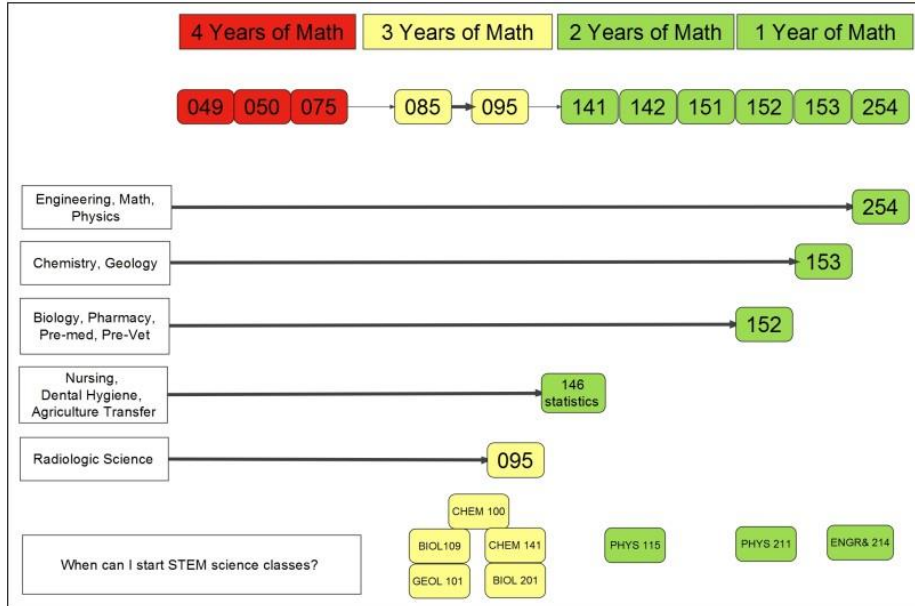 4 Years of Math
3 Years of Math
2 Years of Math
1 Year of Math
049
050
075
085
095
141
142
151
152
153
254
Engineering, Math,
Physics
254
Chemistry, Geology
153
Biology, Pharmacy,
Pre-med, Pre-Vet
152
Nursing,
Dental Hygiene,
Agriculture Transfer
146
statistics
Radiologic Science
095
When can I start STEM science classes?
CHEM 100
BIOL109
CHEM 141
GEOL 101
BIOL 201
PHYS 115
PHYS 211
ENGR& 214